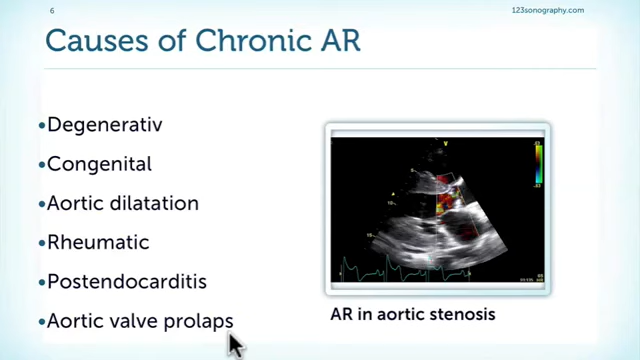 6
123sonography.com
Causes of Chronic AR
•Degenerativ
•Congenital
•Aortic dilatation
•Rheumatic
•Postendocarditis
•Aortic valve prolaps
V
AR in aortic stenosis